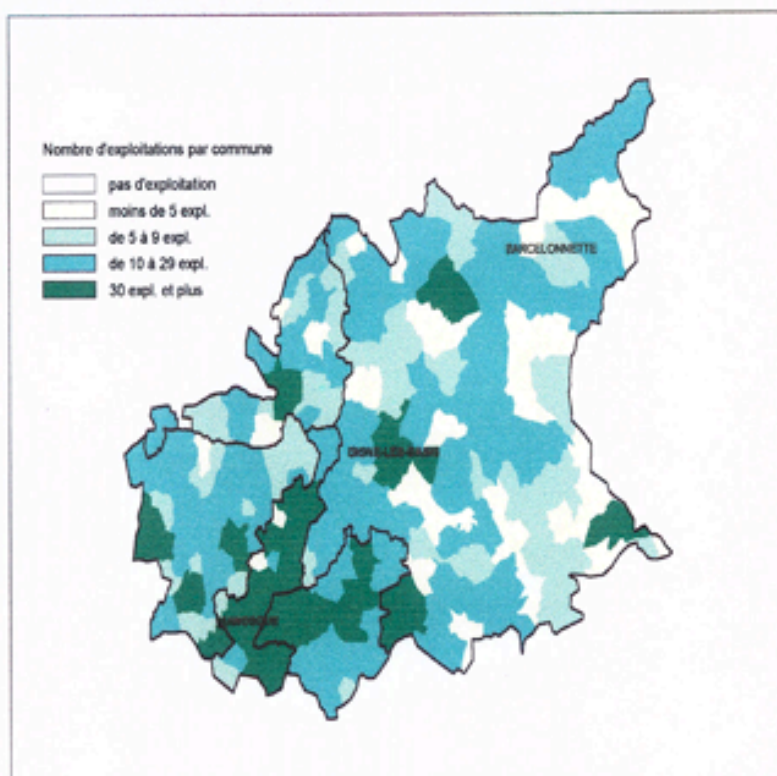 Nombre d'exploitations par commune
pas d'exploitation
moins de 5 expl.
de 5 à 9 expl.
de 10 à 29 expl.
30 expl. et plus
BARCELONNETTE
DIGNE-LES-BAINS
MANOSQUE